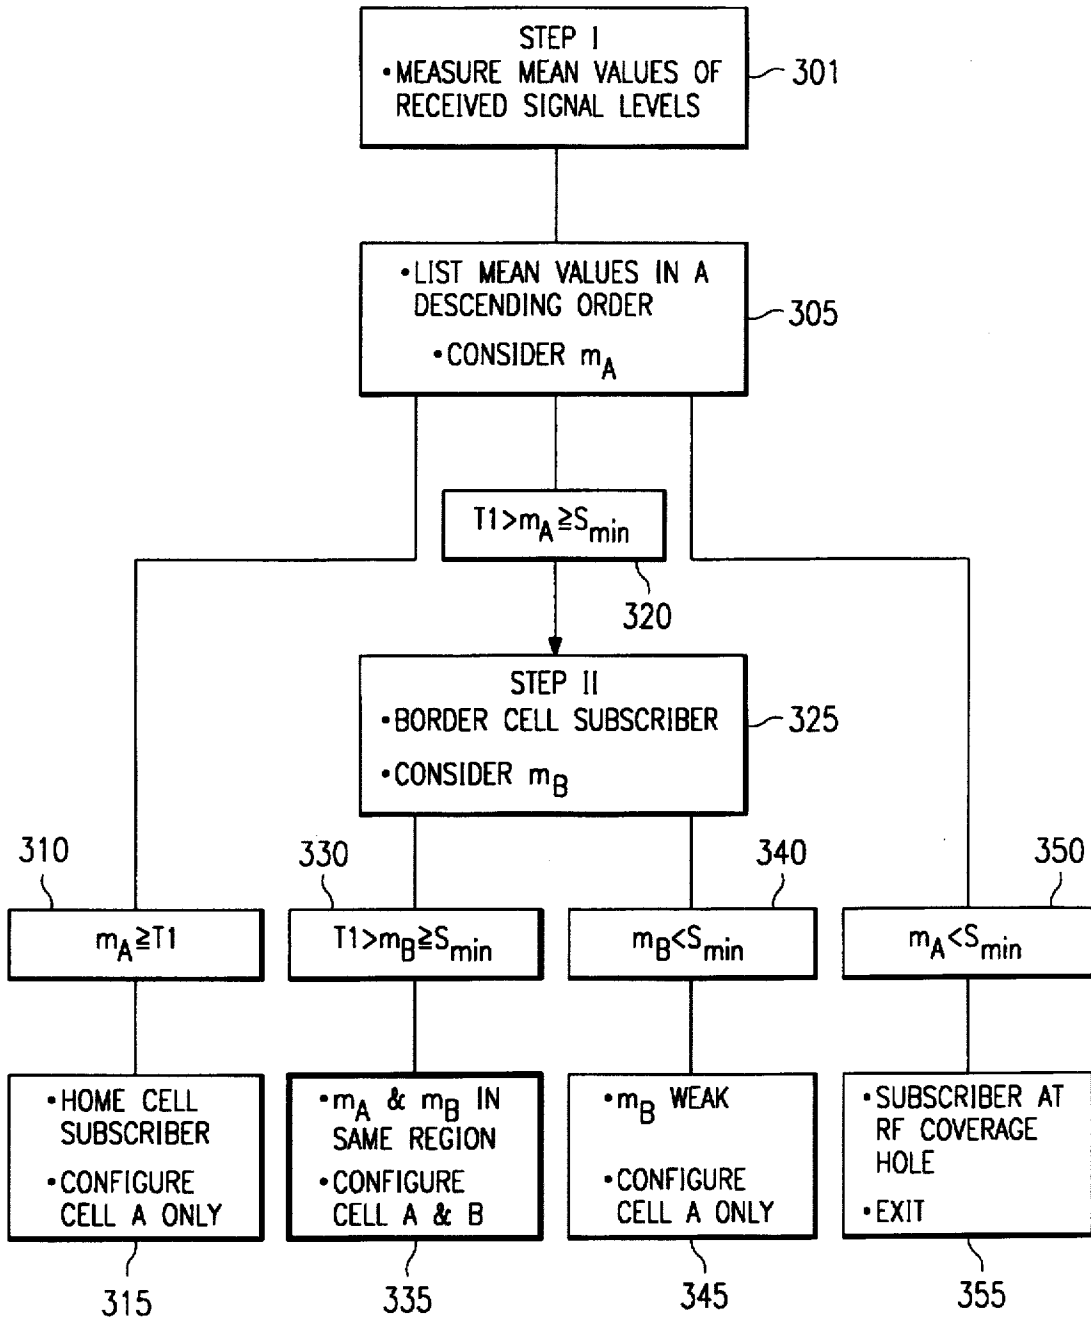 STEP I
•MEASURE MEAN VALUES OF
RECEIVED SIGNAL LEVELS
301
•LIST MEAN VALUES IN A
DESCENDING ORDER
•CONSIDER mA
305
T1>mA≧Smin
320
STEP II
•BORDER CELL SUBSCRIBER
•CONSIDER mB
325
310
mA≧T1
330
T1>mB≧Smin
340
mB<Smin
350
mA<Smin
•HOME CELL
SUBSCRIBER
•CONFIGURE
CELL A ONLY
315
•mA & mB IN
SAME REGION
•CONFIGURE
CELL A & B
335
•mB WEAK
•CONFIGURE
CELL A ONLY
345
•SUBSCRIBER AT
RF COVERAGE
HOLE
•EXIT
355